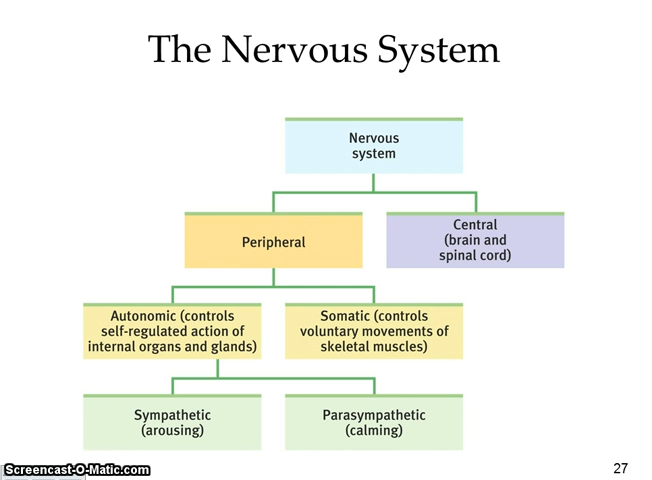 The Nervous System
Nervous
system
Peripheral
Central
(brain and
spinal cord)
Autonomic (controls
self-regulated action of
internal organs and glands)
Somatic (controls
voluntary movements of
skeletal muscles)
Sympathetic
(arousing)
Parasympathetic
(calming)
Screencast-O-Matic.com
27